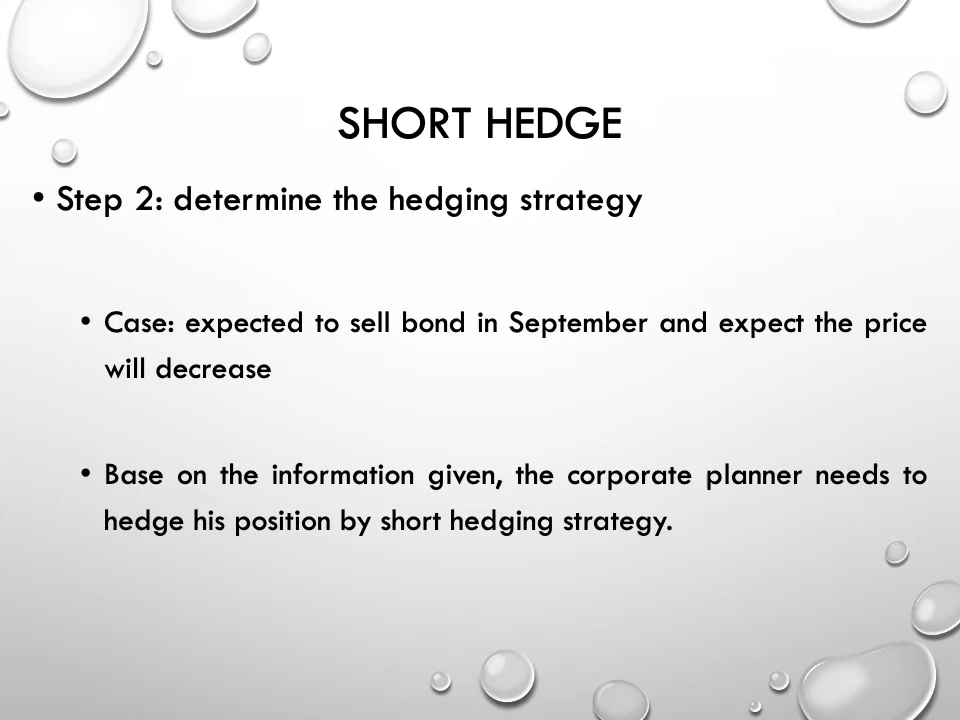 SHORT HEDGE
• Step 2: determine the hedging strategy
• Case: expected to sell bond in September and expect the price
will decrease
• Base on the information given, the corporate planner needs to
hedge his position by short hedging strategy.